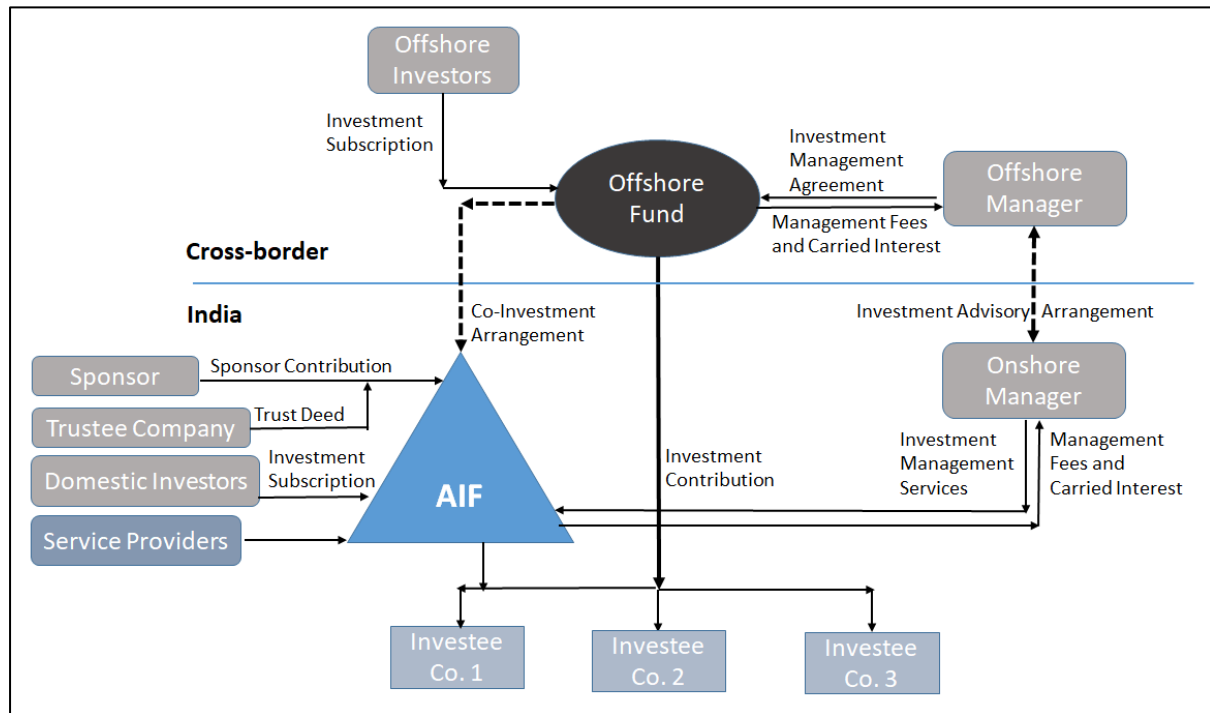 Offshore
Investors
Investment
Subscription
Offshore
Fund
Investment
Management
Agreement
Management Fees
and Carried Interest
Offshore
Manager
Cross-border
India
Co-Investment
Arrangement
Investment Advisory
Arrangement
Sponsor
Sponsor Contribution
Trustee Company
Trust Deed
Domestic Investors
Investment
Subscription
Service Providers
AIF
Investment
Contribution
Onshore
Manager
Investment
Management
Services
Management
Fees and
Carried Interest
Investee
Co. 1
Investee
Co. 2
Investee
Co. 3